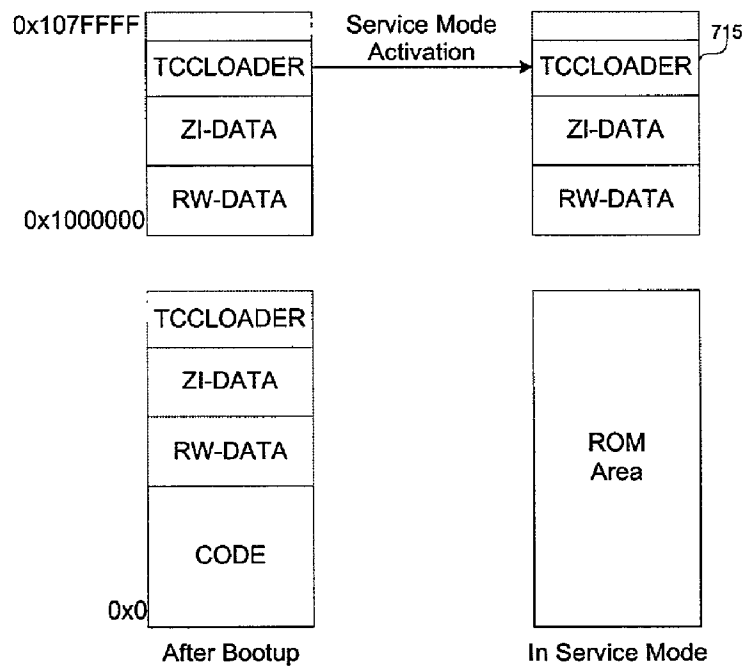 0x107FFFF
Service Mode
Activation
715
TCCLOADER
TCCLOADER
ZI-DATA
ZI-DATA
RW-DATA
RW-DATA
0x1000000
TCCLOADER
ZI-DATA
RW-DATA
CODE
0x0
ROM
Area
After Bootup
In Service Mode